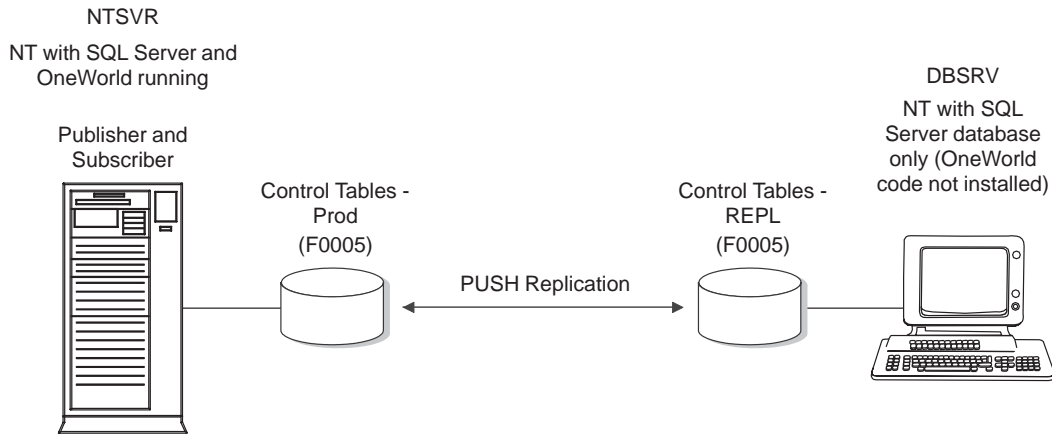 NTSVR
NT with SQL Server and
OneWorld running
Publisher and
Subscriber
Control Tables -
Prod
(F0005)
PUSH Replication
Control Tables -
REPL
(F0005)
DBSRV
NT with SQL
Server database
only (OneWorld
code not installed)